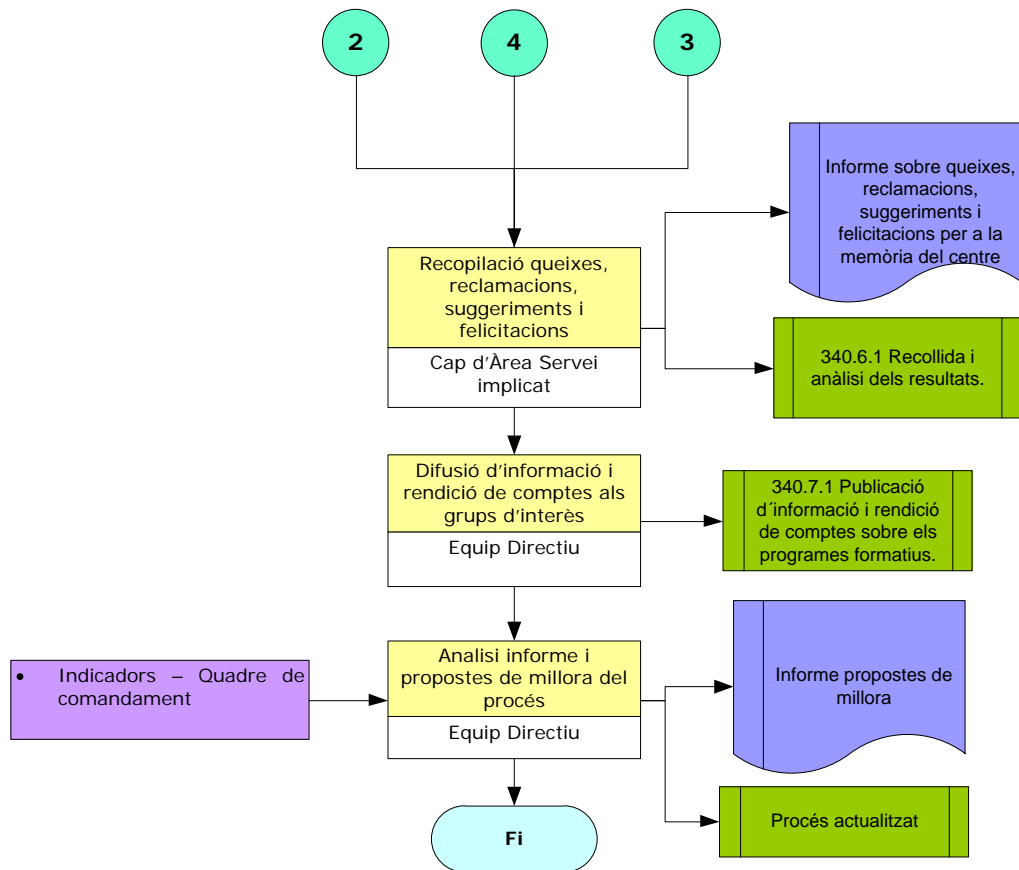 2
4
3
Informe sobre queixes,
reclamacions,
suggeriments i
felicitacions per a la
memòria del centre
Recopilació queixes,
reclamacions,
suggeriments i
felicitacions
Cap d'Àrea Servei
implicat
340.6.1 Recollida i
anàlisi dels resultats.
Difusió d'informació i
rendició de comptes als
grups d'interès
Equip Directiu
340.7.1 Publicació
d´informació i rendició
de comptes sobre els
programes formatius.
• Indicadors – Quadre de
comandament
Analisi informe i
propostes de millora del
procés
Equip Directiu
Informe propostes de
millora
Procés actualitzat
Fi